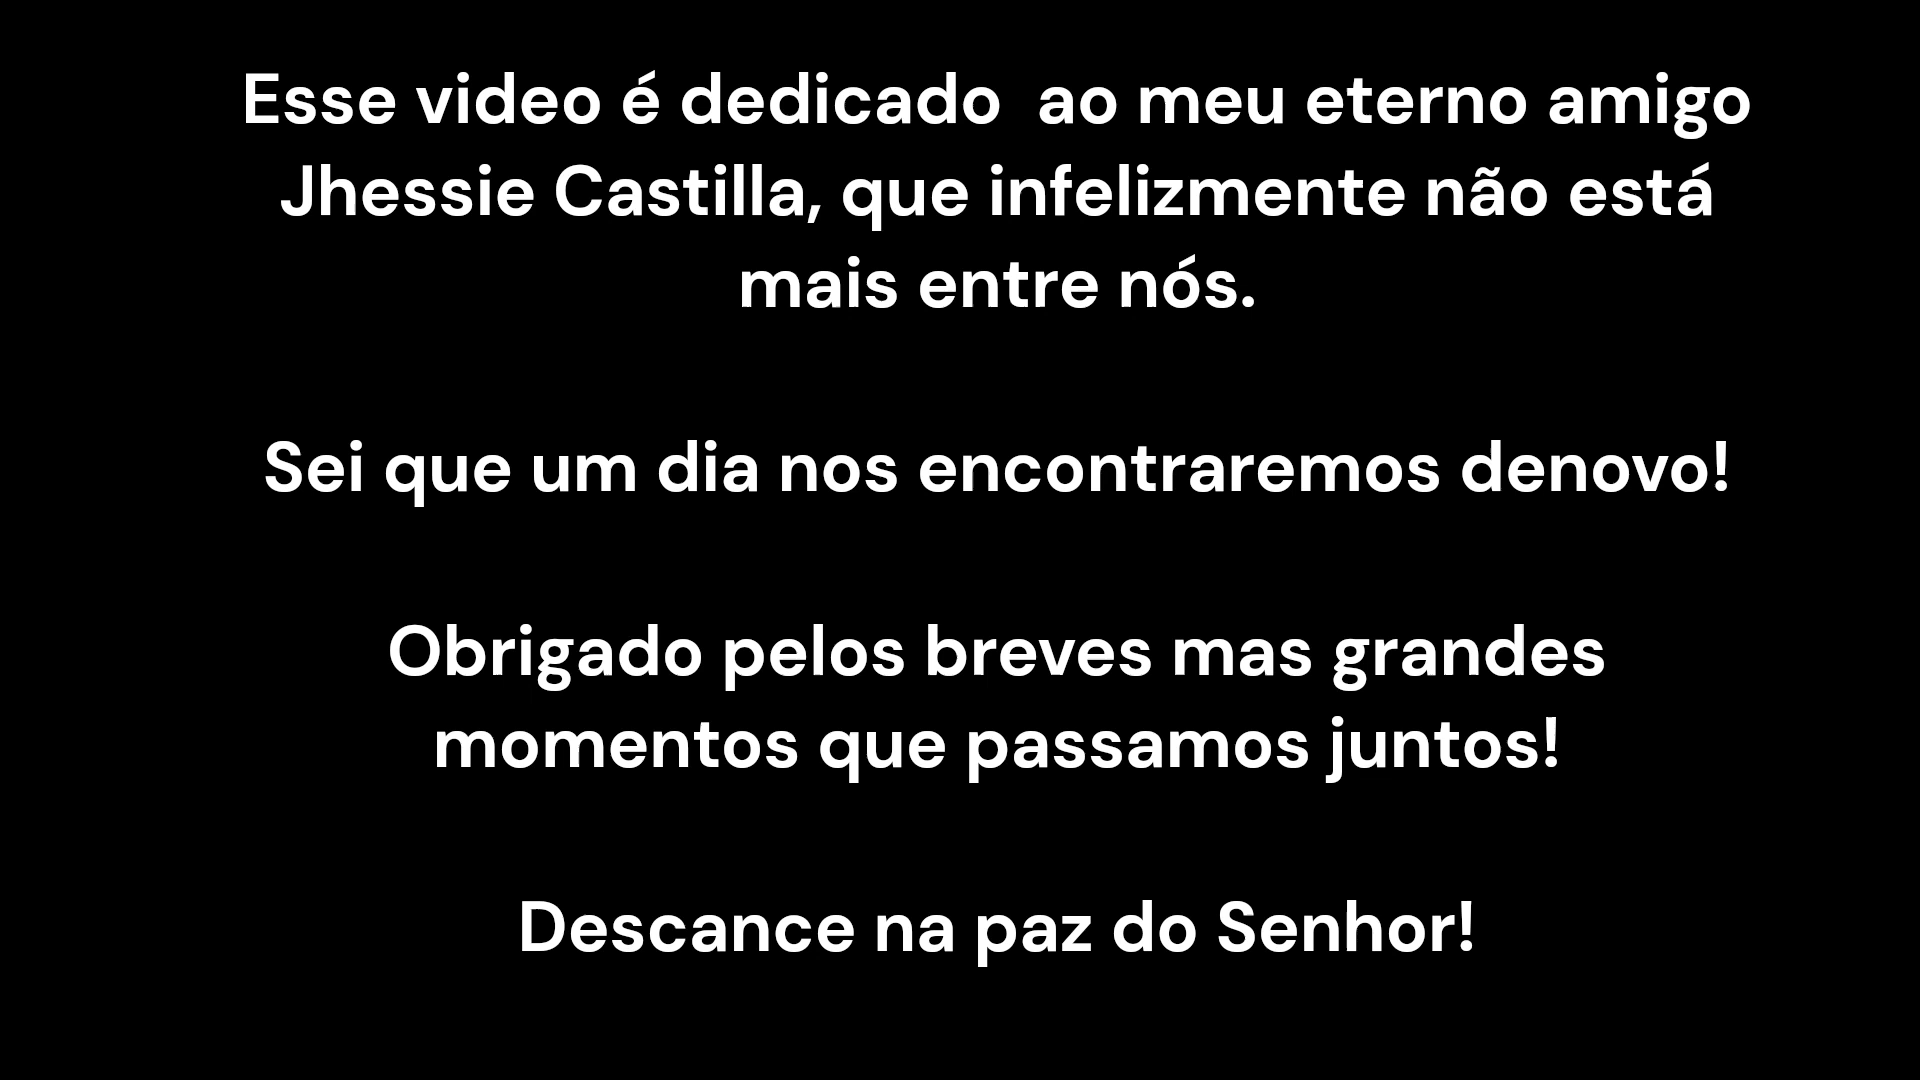 Esse video é dedicado  ao meu eterno amigo
Jhessie Castilla, que infelizmente não está
mais entre nós.
Sei que um dia nos encontraremos denovo!
Obrigado pelos breves mas grandes
momentos que passamos juntos!
Descance na paz do Senhor!